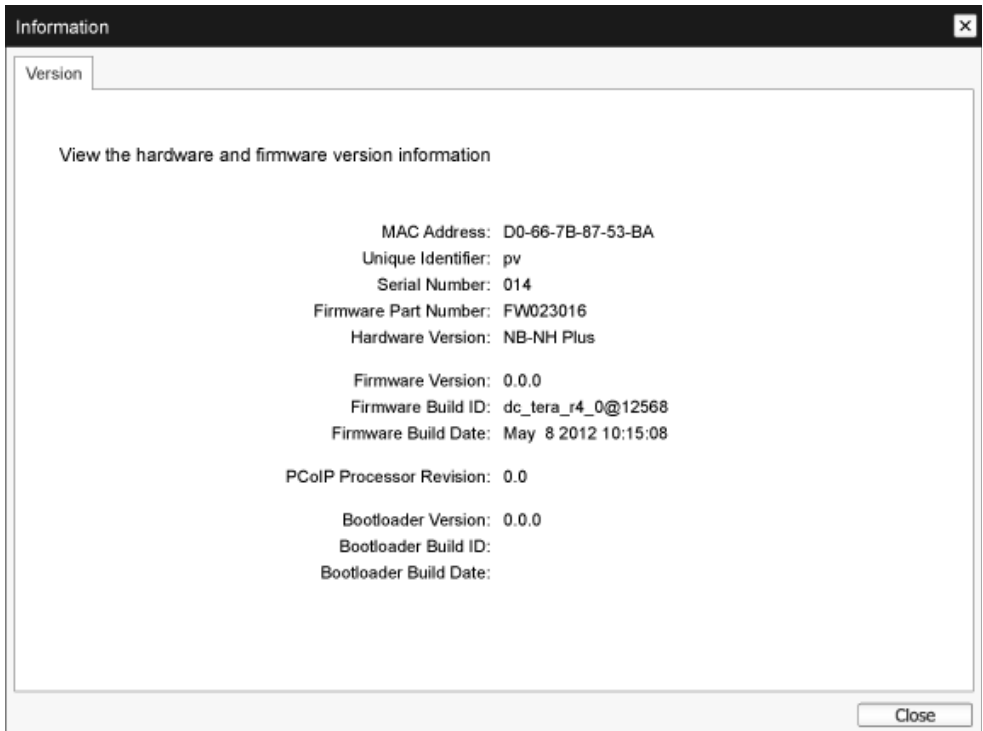 Information
Version
View the hardware and firmware version information
MAC Address: D0-66-7B-87-53-BA
Unique Identifier: pv
Serial Number: 014
Firmware Part Number: FW023016
Hardware Version: NB-NH Plus
Firmware Version: 0.0.0
Firmware Build ID: dc_tera_r4_0@12568
Firmware Build Date: May 8 2012 10:15:08
PCoIP Processor Revision: 0.0
Bootloader Version: 0.0.0
Bootloader Build ID:
Bootloader Build Date:
Close